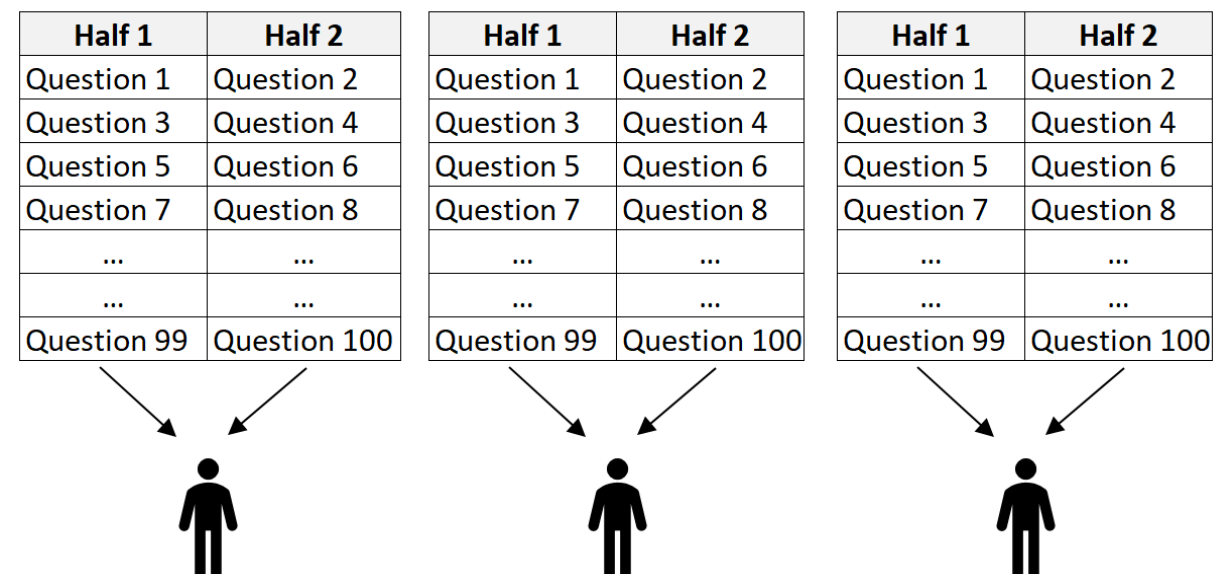 Half 1 Half 2 Half 1 Half 2 Half 1 Half 2
Question 1 Question 2 Question 1 Question 2 Question 1 Question 2
Question 3 Question 4 Question 3 Question 4 Question 3 Question 4
Question 5 Question 6 Question 5 Question 6 Question 5 Question 6
Question 7 Question 8 Question 7 Question 8 Question 7 Question 8
... ... ... ... ... ...
... ... ... ... ... ...
Question 99 Question 100 Question 99 Question 100 Question 99 Question 100